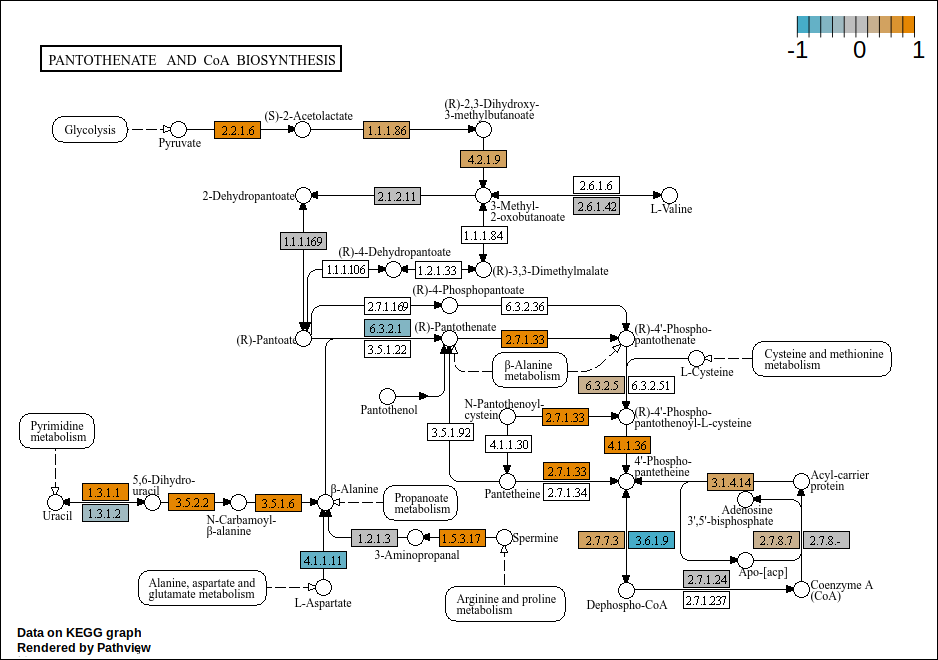 -1 0 1
PANTOTHENATE AND CoA BIOSYNTHESIS
(R)-2,3-Dihydroxy-
3-methylbutanoate
(S)-2-Acetolactate
Glycolysis
2.2.1.6
1.1.1.86
Pyruvate
4.2.1.9
2.6.1.6
2-Dehydropantoate
2.1.2.11
3-Methyl-
2-oxobutanoate
2.6.1.42
L-Valine
1.1.1.169
1.1.1.84
(R)-4-Dehydropantoate
1.1.1.106
1.2.1.33
(R)-3,3-Dimethylmalate
(R)-4-Phosphopantoate
2.7.1.169
6.3.2.36
6.3.2.1
(R)-Pantothenate
(R)-4'-Phospho-
pantothenate
(R)-Pantoate
2.7.1.33
3.5.1.22
β-Alanine
metabolism
Cysteine and methionine
metabolism
L-Cysteine
6.3.2.5
6.3.2.51
Pantothenol
N-Pantothenoyl-
cystein
2.7.1.33
(R)-4'-Phospho-
pantothenoyl-L-cysteine
Pyrimidine
metabolism
3.5.1.92
4.1.1.30
4.1.1.36
4'-Phospho-
pantetheine
2.7.1.33
2.7.1.34
Pantetheine
3.1.4.14
Acyl-carrier
protein
5,6-Dihydro-
uracil
1.3.1.1
1.3.1.2
Uracil
3.5.2.2
N-Carbamoyl-
β-alanine
3.5.1.6
β-Alanine
Propanoate
metabolism
Adenosine
3',5'-bisphosphate
1.2.1.3
3-Aminopropanal
1.5.3.17
Spermine
2.7.7.3
3.6.1.9
2.7.8.7
2.7.8.-
4.1.1.11
Apo-[acp]
Alanine, aspartate and
glutamate metabolism
L-Aspartate
Arginine and proline
metabolism
Dephospho-CoA
2.7.1.24
2.7.1.237
Coenzyme A
(CoA)
Data on KEGG graph
Rendered by Pathview